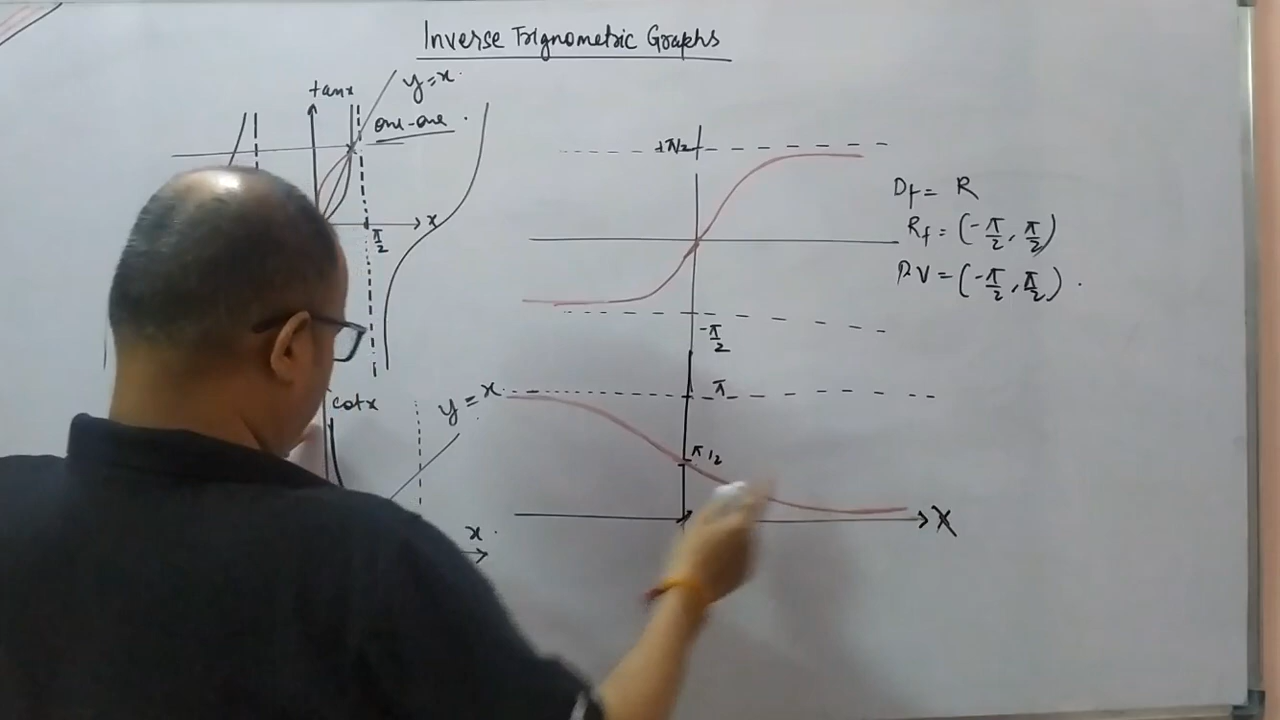 Inverse Trignometric Graphs
tanx
y=x.
one-one.
x
π/2
+π/2
-π/2
Df = R
Rf = (-π/2, π/2)
PV = (-π/2, π/2).
cotx
y = x.
x.
π
π/2
X